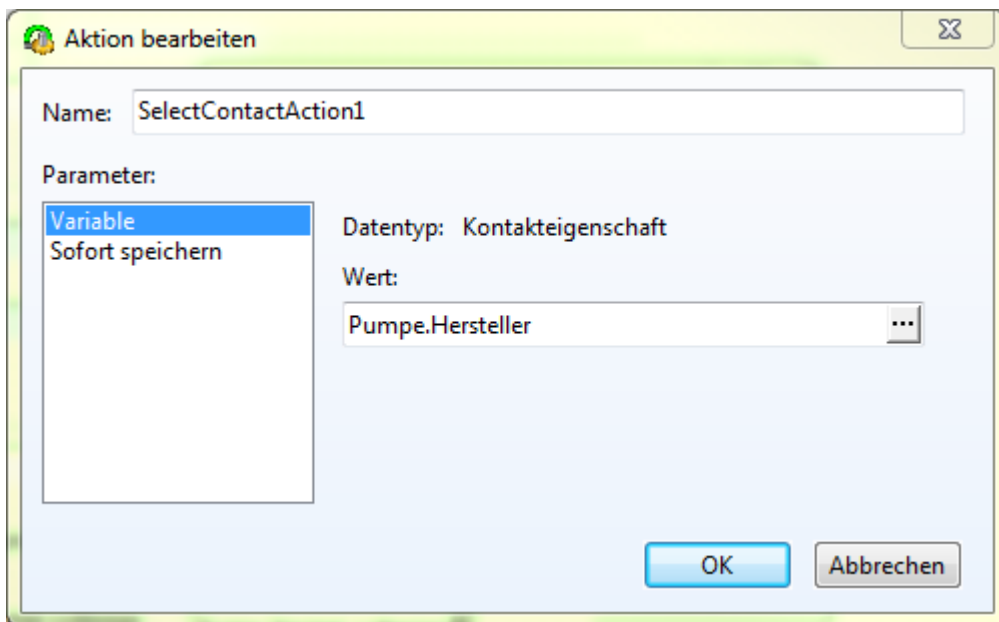 Aktion bearbeiten
Name: SelectContactAction1
Parameter:
Variable
Sofort speichern
Datentyp: Kontakteigenschaft
Wert:
Pumpe.Hersteller ...
OK Abbrechen